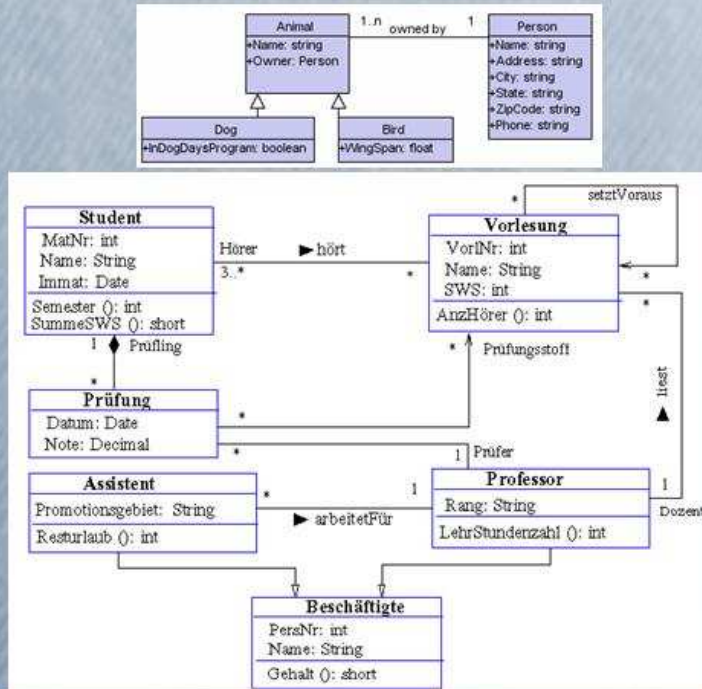 Animal
+Name: string
+Owner: Person
1..n
owned by
1
Person
+Name: string
+Address: string
+City: string
+State: string
+ZipCode: string
+Phone: string
Dog
+InDogDaysProgram: boolean
Bird
+WingSpan: float
Student
MatNr: int
Name: String
Immat: Date
Semester (): int
SummeSWS (): short
Hörer
3..*
▶ hört
*
Vorlesung
VorlNr: int
Name: String
SWS: int
AnzHörer (): int
*
setztVoraus
*
1
Prüfling
*
Prüfung
Datum: Date
Note: Decimal
*
*
Prüfungsstoff
*
▶ liest
*
1
Prüfer
Assistent
Promotionsgebiet: String
Resturlaub (): int
*
▶ arbeitetFür
1
Professor
Rang: String
LehrStundenzahl (): int
1
Dozent
Beschäftigte
PersNr: int
Name: String
Gehalt (): short